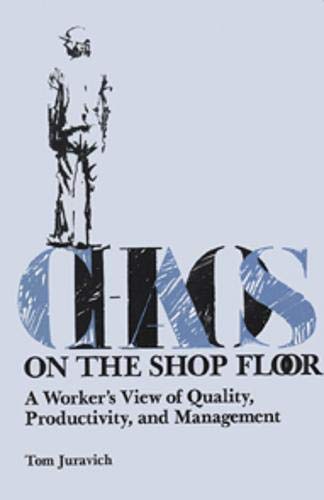 CHAOS
ON THE SHOP FLOOR
A Worker's View of Quality,
Productivity, and Management
Tom Juravich